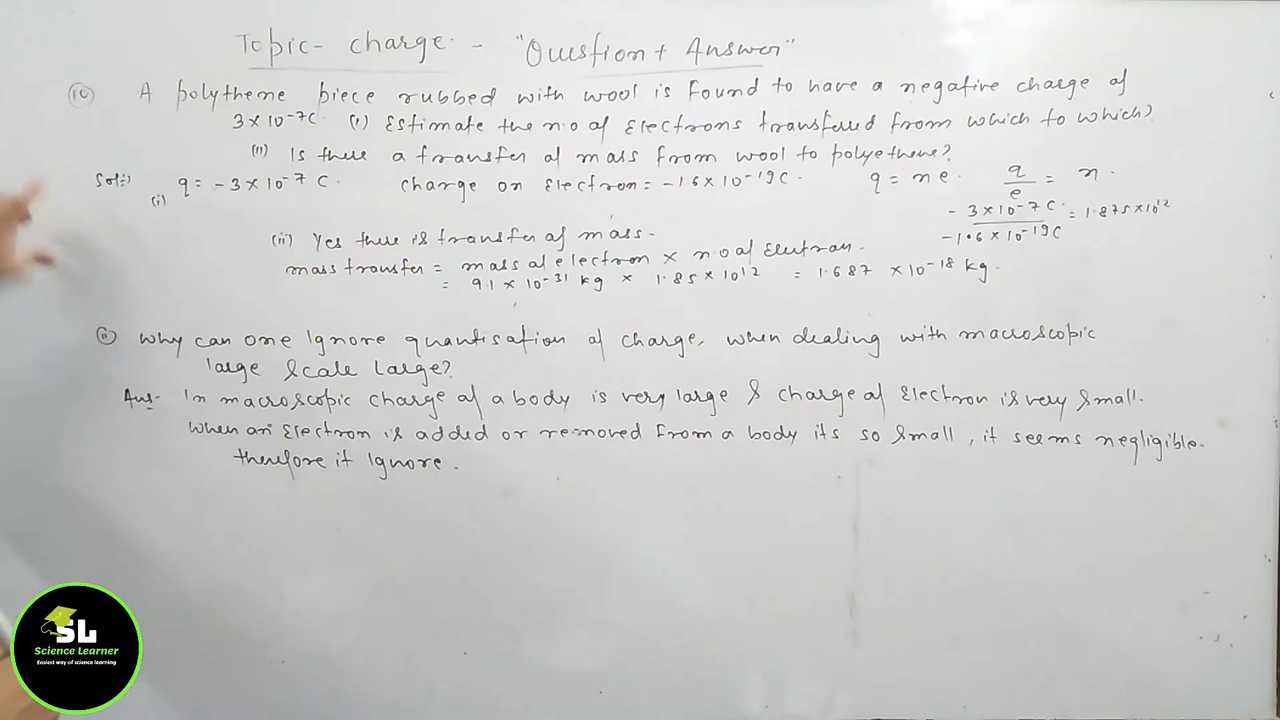 Topic - charge - "Question + Answer"
(10) A polythene piece rubbed with wool is found to have a negative charge of
3 x 10⁻⁷C. (i) Estimate the no of Electrons transferred from which to which?
(ii) Is there a transfer of mass from wool to polyethene?
Sol:) (i) q = -3 x 10⁻⁷ C. charge on Electron = -16 x 10⁻¹⁹C. q = ne. q/e = n.
-3 x 10⁻⁷C. / -1.6 x 10⁻¹⁹C = 1.875 x 10¹²
(ii) Yes there is transfer of mass.
mass transfer = mass of electron x no of Electron.
= 9.1 x 10⁻³¹ kg x 1.85 x 10¹² = 1.687 x 10⁻¹⁸ kg.
(11) Why can one Ignore quantisation of charge, when dealing with macroscopic
large scale large?
Ans- In macroscopic charge of a body is very large & charge of Electron is very small.
When an Electron is added or removed from a body its so small, it seems negligible.
therefore it Ignore.
SL
Science Learner
Easiest way of science learning